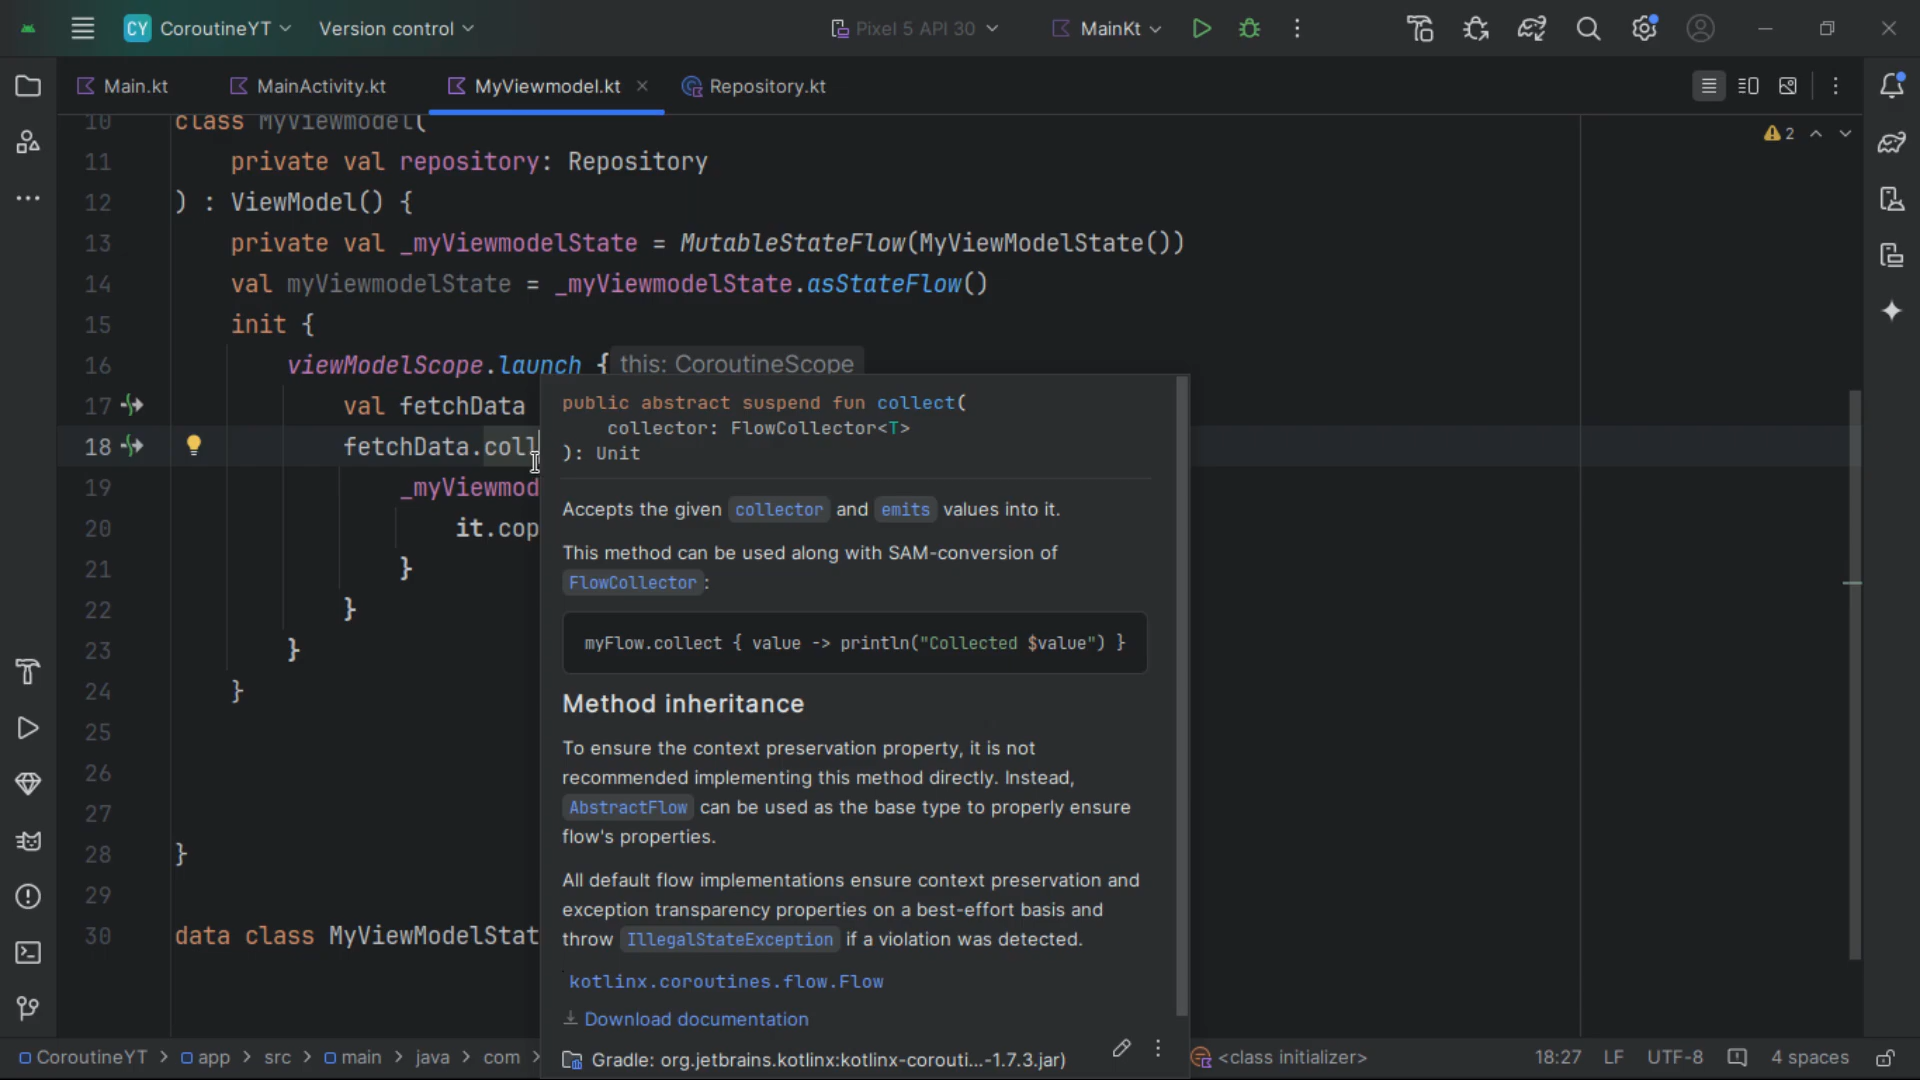 CY CoroutineYT Version control Pixel 5 API 30 MainKt
Main.kt MainActivity.kt MyViewmodel.kt Repository.kt
10 class MyViewmodel(
2
11 private val repository: Repository
12 ) : ViewModel() {
13 private val _myViewmodelState = MutableStateFlow(MyViewModelState())
14 val myViewmodelState = _myViewmodelState.asStateFlow()
15 init {
16 viewModelScope.launch { this: CoroutineScope
17 val fetchData
18 fetchData.coll
19 _myViewmod
20 it.cop
21 }
22 }
23 }
24 }
25
26
27
28 }
29
30 data class MyViewModelStat
public abstract suspend fun collect(
collector: FlowCollector<T>
): Unit
Accepts the given collector and emits values into it.
This method can be used along with SAM-conversion of
FlowCollector:
myFlow.collect { value -> println("Collected $value") }
Method inheritance
To ensure the context preservation property, it is not
recommended implementing this method directly. Instead,
AbstractFlow can be used as the base type to properly ensure
flow's properties.
All default flow implementations ensure context preservation and
exception transparency properties on a best-effort basis and
throw IllegalStateException if a violation was detected.
kotlinx.coroutines.flow.Flow
Download documentation
Gradle: org.jetbrains.kotlinx:kotlinx-corouti...-1.7.3.jar)
CoroutineYT > app > src > main > java > com > <class initializer> 18:27 LF UTF-8 4 spaces